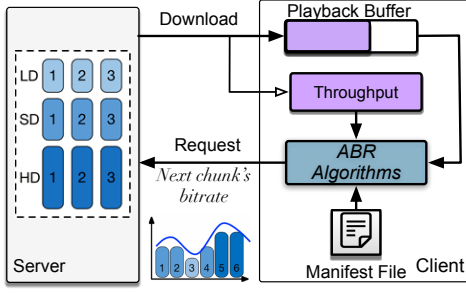 Download
Playback Buffer
LD 1 2 3
SD 1 2 3
HD 1 2 3
Throughput
Request
Next chunk's
bitrate
ABR
Algorithms
1 2 3 4 5 6
Server
Manifest File
Client